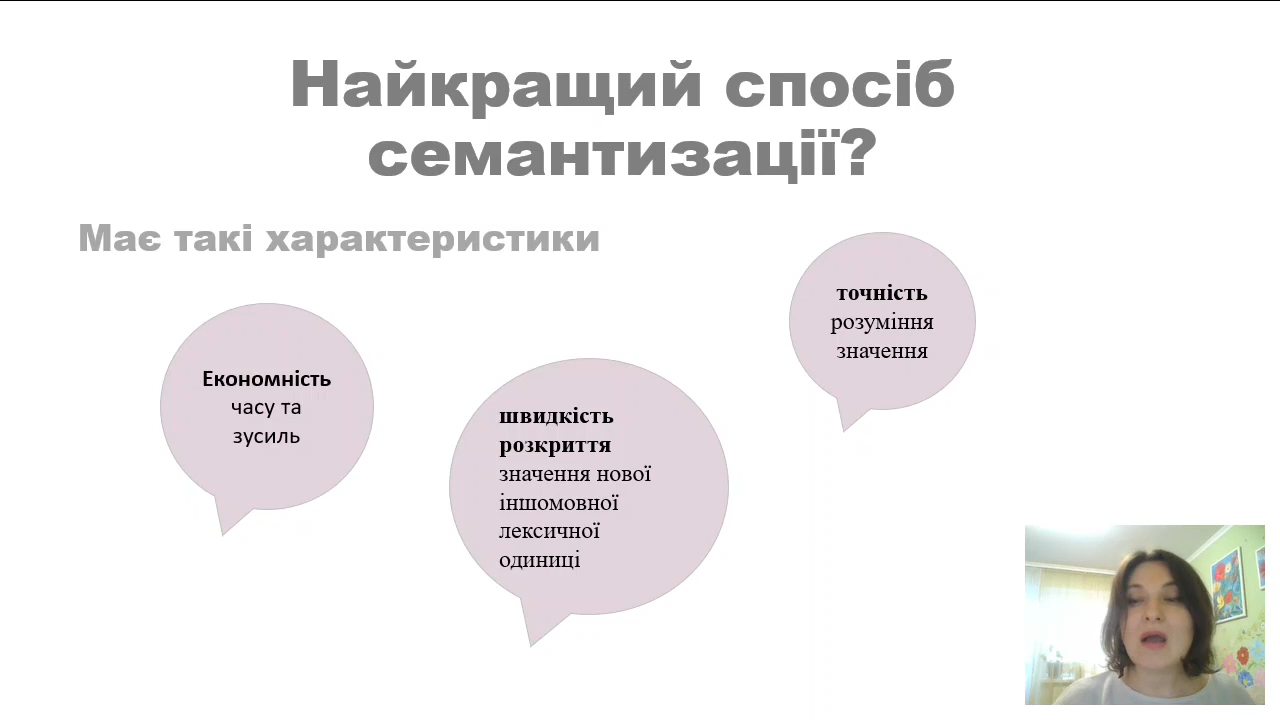 Найкращий спосіб
семантизації?
Має такі характеристики
Економність
часу та
зусиль
швидкість
розкриття
значення нової
іншомовної
лексичної
одиниці
точність
розуміння
значення